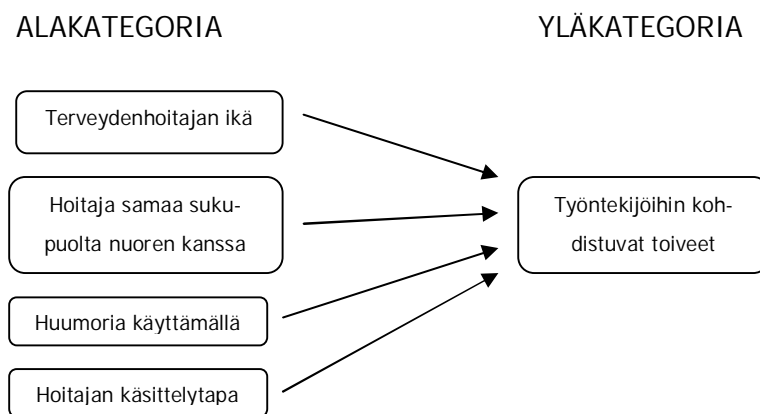 ALAKATEGORIA
YLÄKATEGORIA
Terveydenhoitajan ikä
Hoitaja samaa suku-
puolta nuoren kanssa
Huumoria käyttämällä
Hoitajan käsittelytapa
Työntekijöihin koh-
distuvat toiveet